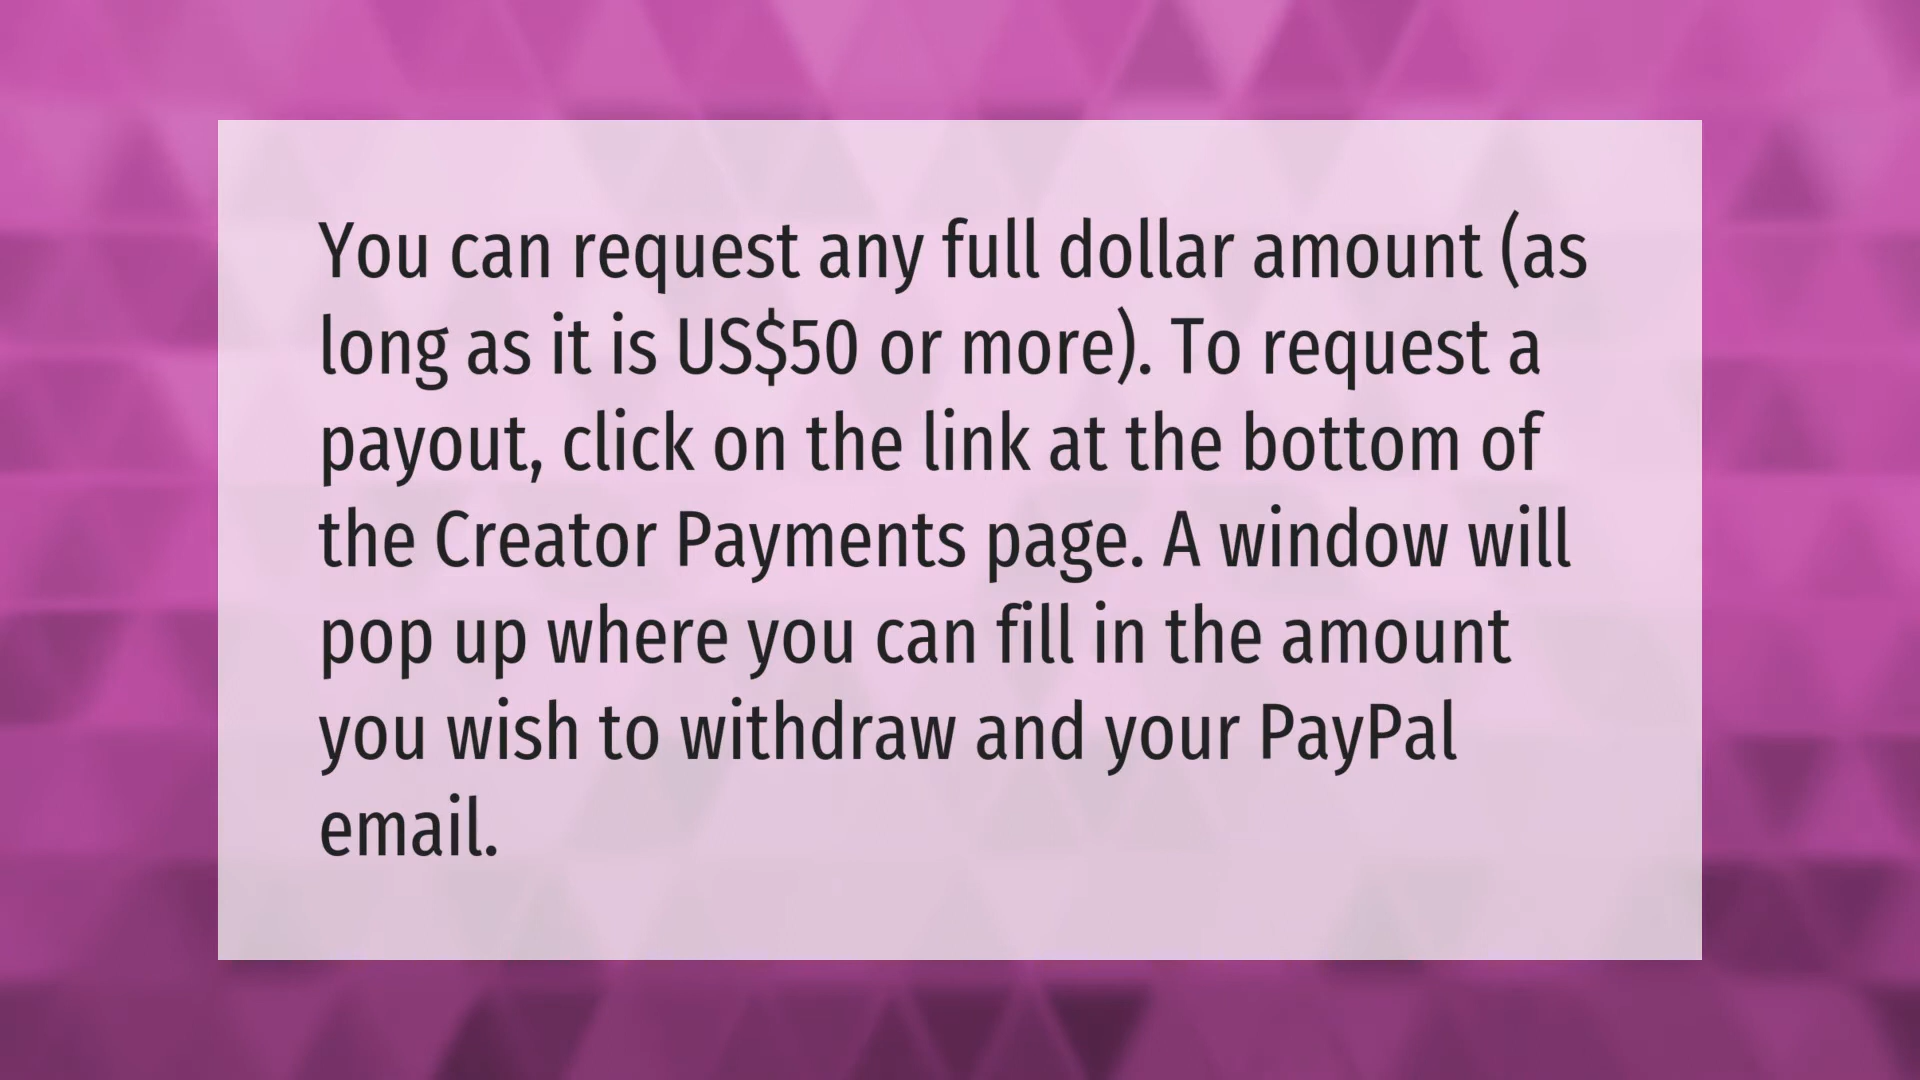 You can request any full dollar amount (as
long as it is US$50 or more). To request a
payout, click on the link at the bottom of
the Creator Payments page. A window will
pop up where you can fill in the amount
you wish to withdraw and your PayPal
email.